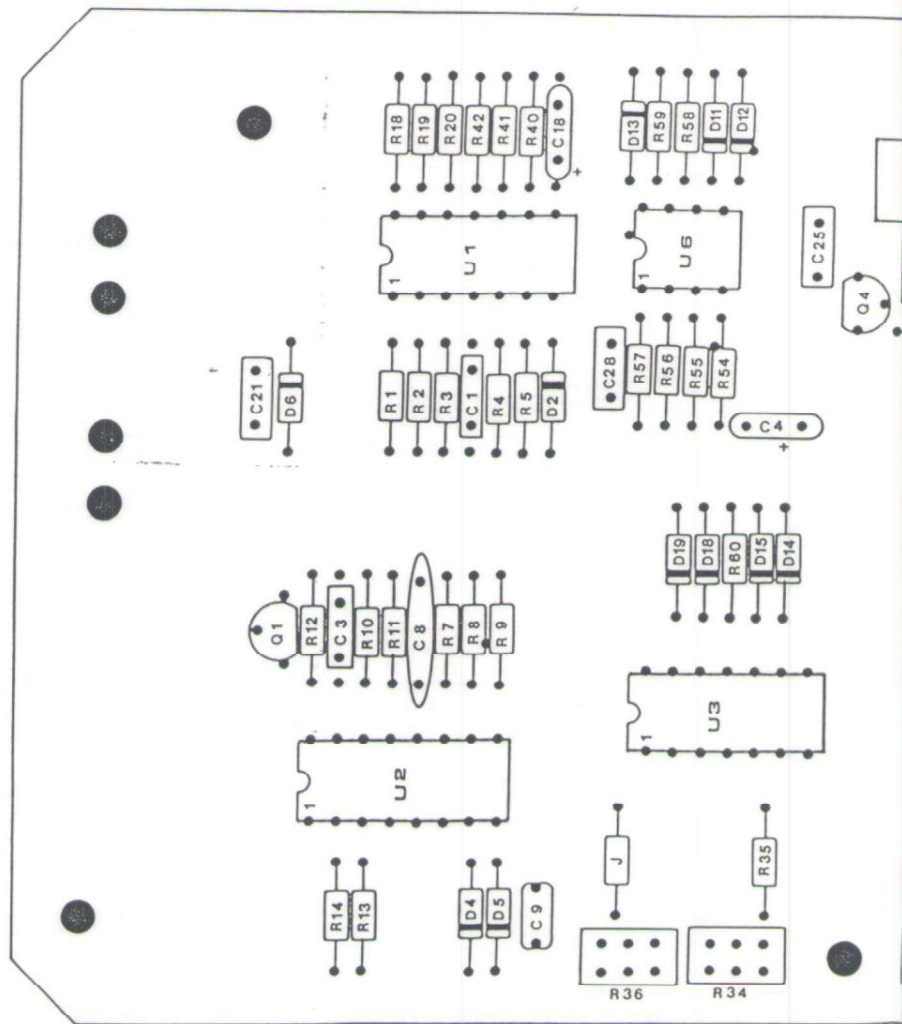 R18
R19
R20
R42
R41
R40
C18
+
D13
R59
R58
D11
D12
1
U1
1
U6
C25
Q4
C21
D6
R1
R2
R3
C1
R4
R5
D2
C28
R57
R56
R55
R54
C4
+
D19
D18
R60
D15
D14
Q1
R12
C3
R10
R11
C8
R7
R8
R9
1
U2
1
U3
R14
R13
D4
D5
C9
J
R35
R36
R34